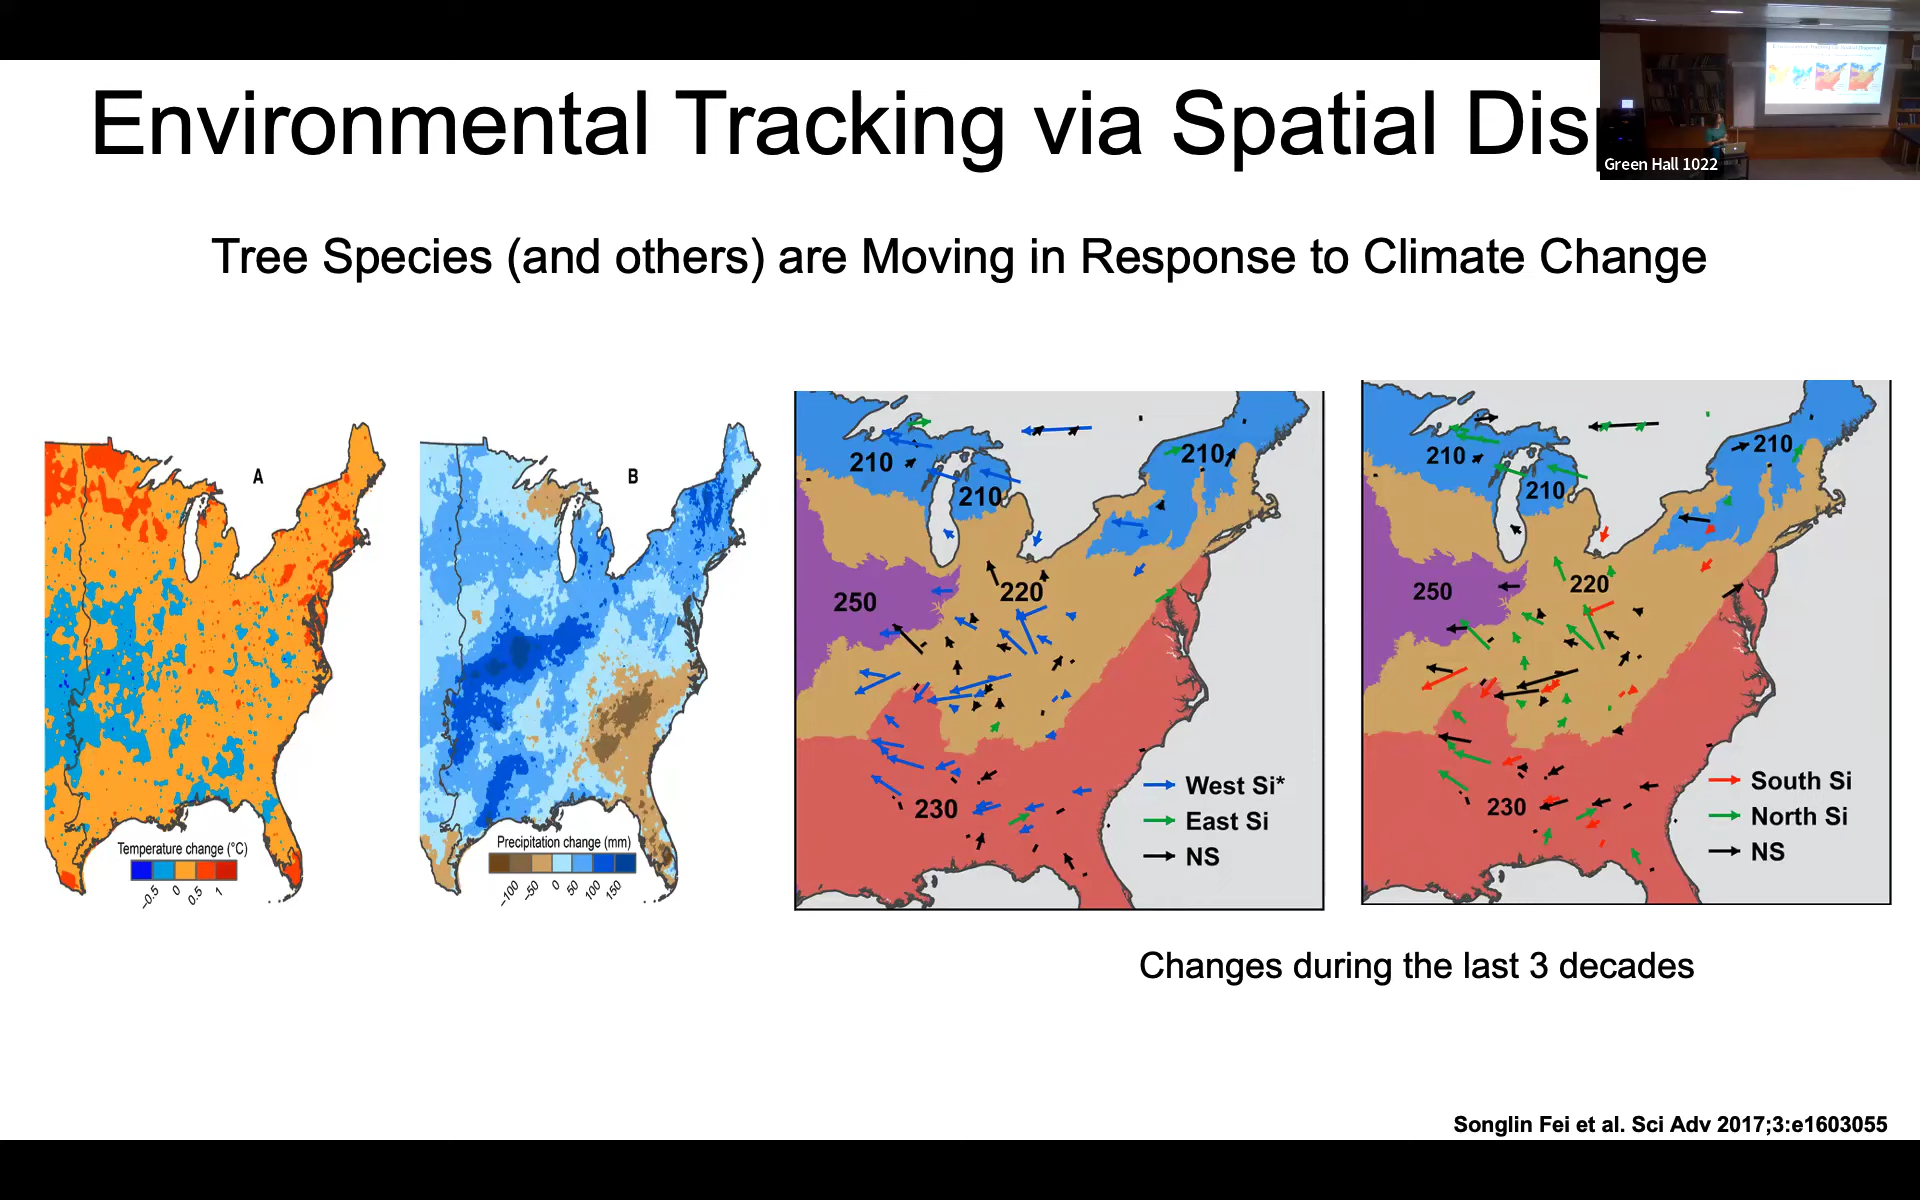 Environmental Tracking via Spatial Dis
Green Hall 1022
Tree Species (and others) are Moving in Response to Climate Change
A
Temperature change (°C)
−0.5 0 0.5 1
B
Precipitation change (mm)
−100 −50 0 50 100 150
210
210
210
250
220
230
West Si*
East Si
NS
210
210
210
250
220
230
South Si
North Si
NS
Changes during the last 3 decades
Songlin Fei et al. Sci Adv 2017;3:e1603055